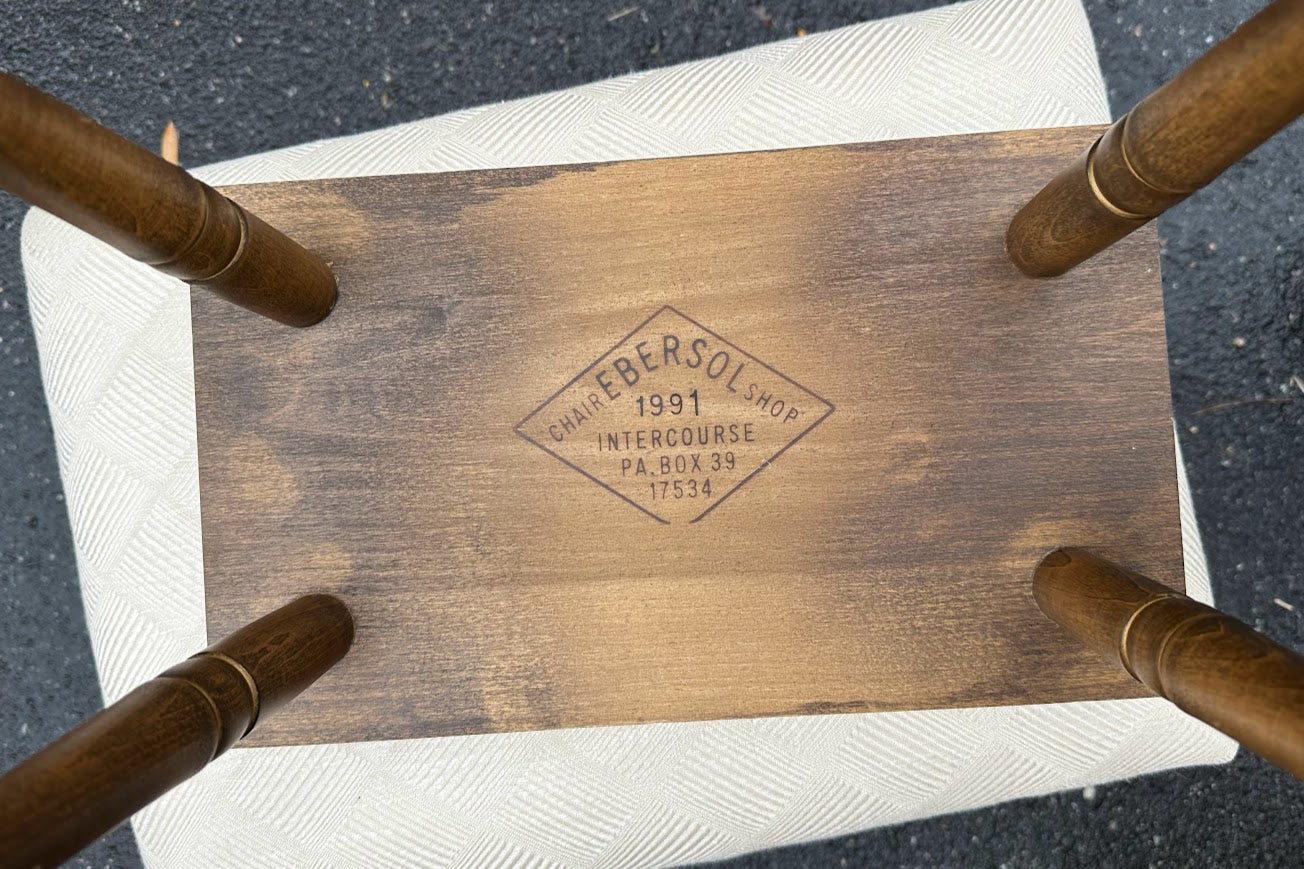 CHAIR EBERSOL SHOP
1991
INTERCOURSE
PA. BOX 39
17534